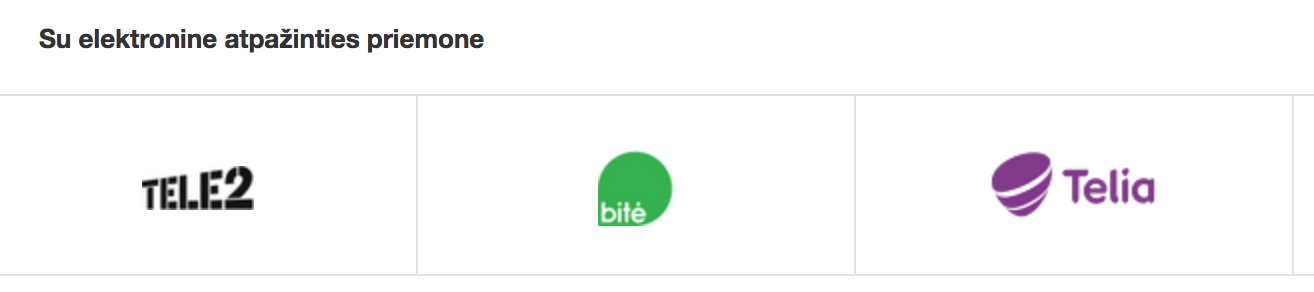 Su elektronine atpažinties priemone
TELE2
bitė
Telia